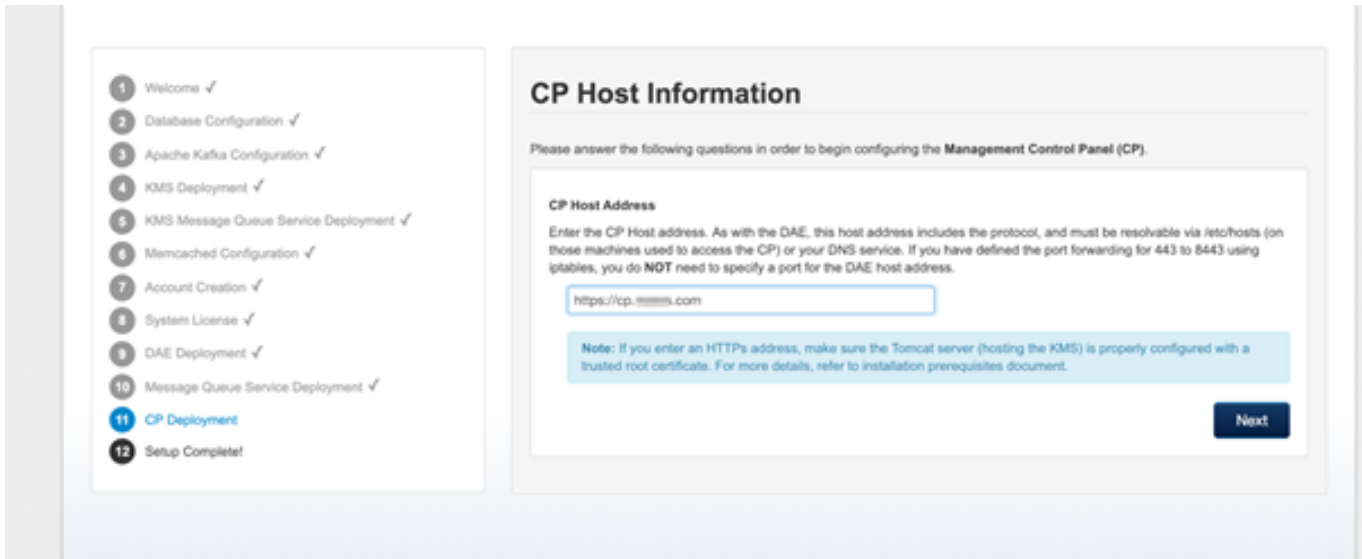 1 Welcome ✓
2 Database Configuration ✓
3 Apache Kafka Configuration ✓
4 KMS Deployment ✓
5 KMS Message Queue Service Deployment ✓
6 Memcached Configuration ✓
7 Account Creation ✓
8 System License ✓
9 DAE Deployment ✓
10 Message Queue Service Deployment ✓
11 CP Deployment
12 Setup Complete!
CP Host Information
Please answer the following questions in order to begin configuring the Management Control Panel (CP).
CP Host Address
Enter the CP Host address. As with the DAE, this host address includes the protocol, and must be resolvable via /etc/hosts (on
those machines used to access the CP) or your DNS service. If you have defined the port forwarding for 443 to 8443 using
iptables, you do NOT need to specify a port for the DAE host address.
https://cp. .com
Note: If you enter an HTTPs address, make sure the Tomcat server (hosting the KMS) is properly configured with a
trusted root certificate. For more details, refer to installation prerequisites document.
Next